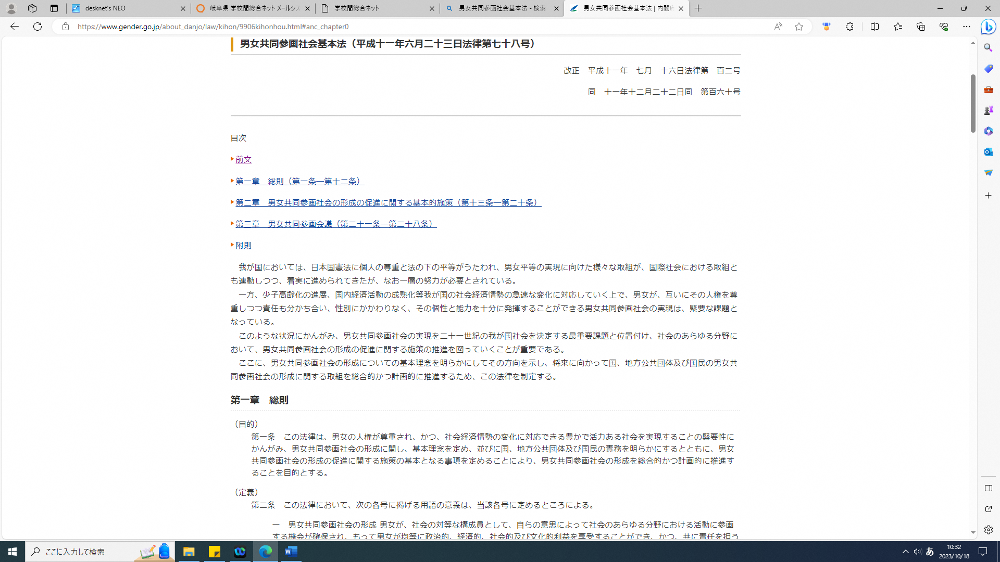 desknet's NEO
岐阜県 学校間総合ネット メールシス
学校間総合ネット
男女共同参画社会基本法 - 検索
男女共同参画社会基本法 | 内閣府
https://www.gender.go.jp/about_danjo/law/kihon/9906kihonhou.html#anc_chapter0
男女共同参画社会基本法（平成十一年六月二十三日法律第七十八号）
改正　平成十一年　七月　十六日法律第　百二号
同　十一年十二月二十二日同　第百六十号
目次
前文
第一章　総則（第一条―第十二条）
第二章　男女共同参画社会の形成の促進に関する基本的施策（第十三条―第二十条）
第三章　男女共同参画会議（第二十一条―第二十八条）
附則
　我が国においては、日本国憲法に個人の尊重と法の下の平等がうたわれ、男女平等の実現に向けた様々な取組が、国際社会における取組と
も連動しつつ、着実に進められてきたが、なお一層の努力が必要とされている。
　一方、少子高齢化の進展、国内経済活動の成熟化等我が国の社会経済情勢の急速な変化に対応していく上で、男女が、互いにその人権を尊
重しつつ責任も分かち合い、性別にかかわりなく、その個性と能力を十分に発揮することができる男女共同参画社会の実現は、緊要な課題と
なっている。
　このような状況にかんがみ、男女共同参画社会の実現を二十一世紀の我が国社会を決定する最重要課題と位置付け、社会のあらゆる分野に
おいて、男女共同参画社会の形成の促進に関する施策の推進を図っていくことが重要である。
　ここに、男女共同参画社会の形成についての基本理念を明らかにしてその方向を示し、将来に向かって国、地方公共団体及び国民の男女共
同参画社会の形成に関する取組を総合的かつ計画的に推進するため、この法律を制定する。
第一章　総則
（目的）
第一条　この法律は、男女の人権が尊重され、かつ、社会経済情勢の変化に対応できる豊かで活力ある社会を実現することの緊要性に
かんがみ、男女共同参画社会の形成に関し、基本理念を定め、並びに国、地方公共団体及び国民の責務を明らかにするとともに、男女
共同参画社会の形成の促進に関する施策の基本となる事項を定めることにより、男女共同参画社会の形成を総合的かつ計画的に推進す
ることを目的とする。
（定義）
第二条　この法律において、次の各号に掲げる用語の意義は、当該各号に定めるところによる。
一　男女共同参画社会の形成 男女が、社会の対等な構成員として、自らの意思によって社会のあらゆる分野における活動に参画
する機会が確保され、もって男女が均等に政治的、経済的、社会的及び文化的利益を享受することができ、かつ、共に責任を担う
ここに入力して検索
あ
10:32
2023/10/18